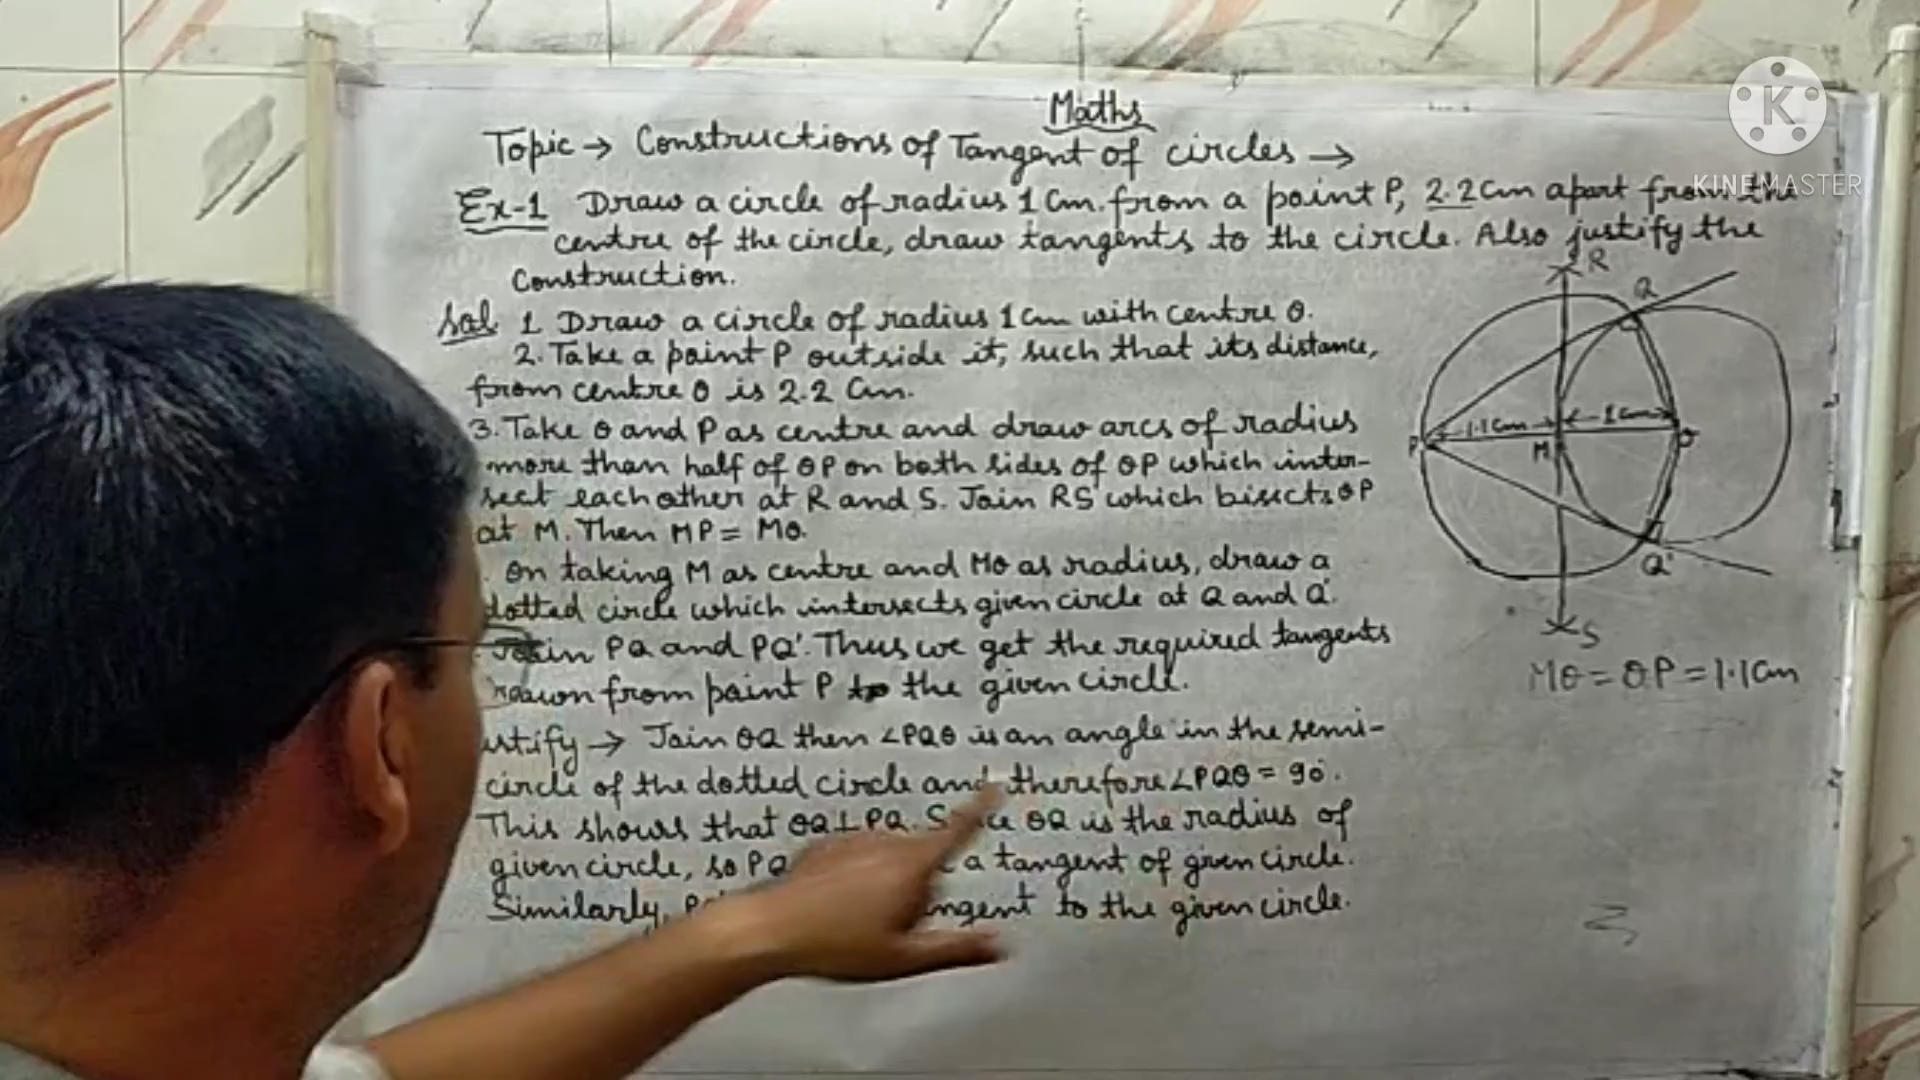 Maths
Topic → Constructions of Tangent of circles →
Ex-1 Draw a circle of radius 1 Cm. from a point P, 2.2 Cm apart from the
centre of the circle, draw tangents to the circle. Also justify the
Construction.
Sol 1 Draw a circle of radius 1 Cm with centre O.
2. Take a point P outside it, such that its distance,
from centre O is 2.2 Cm.
3. Take O and P as centre and draw arcs of radius
more than half of OP on both sides of OP which inter-
sect each other at R and S. Join RS which bisects OP
at M. Then MP = MO.
On taking M as centre and MO as radius, draw a
dotted circle which intersects given circle at Q and Q'.
Join PQ and PQ'. Thus we get the required tangents
from point P to the given circle.
→ Join OQ then ∠PQO is an angle in the semi-
circle of the dotted circle and therefore ∠PQO = 90°.
This shows that OQ⊥PQ. OQ is the radius of
given circle, so PQ a tangent of given circle.
Similarly, to the given circle.
R
Q
P
1.1 Cm
1 Cm
M
O
Q'
S
MO = OP = 1.1 Cm
K
KINEMASTER